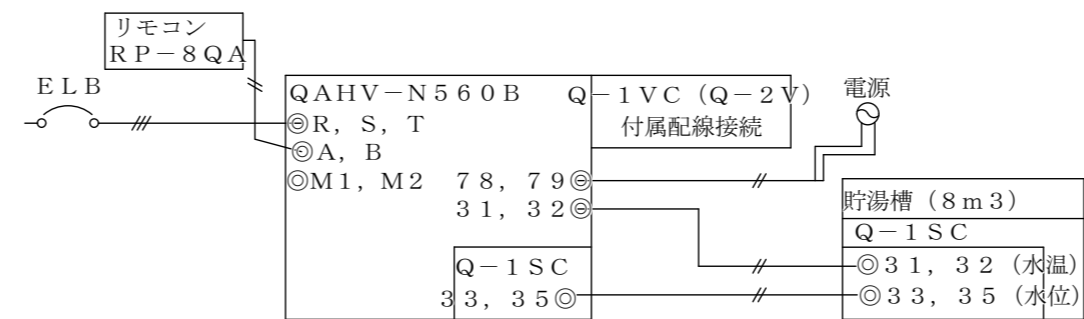 リモコン
RP－8QA
ELB
QAHV－N560B
Q－1VC（Q－2V）
付属配線接続
電源
◎R，S，T
◎A，B
◎M1，M2
78，79◎
31，32◎
貯湯槽（8m3）
Q－1SC
Q－1SC
◎31，32（水温）
33，35◎
◎33，35（水位）